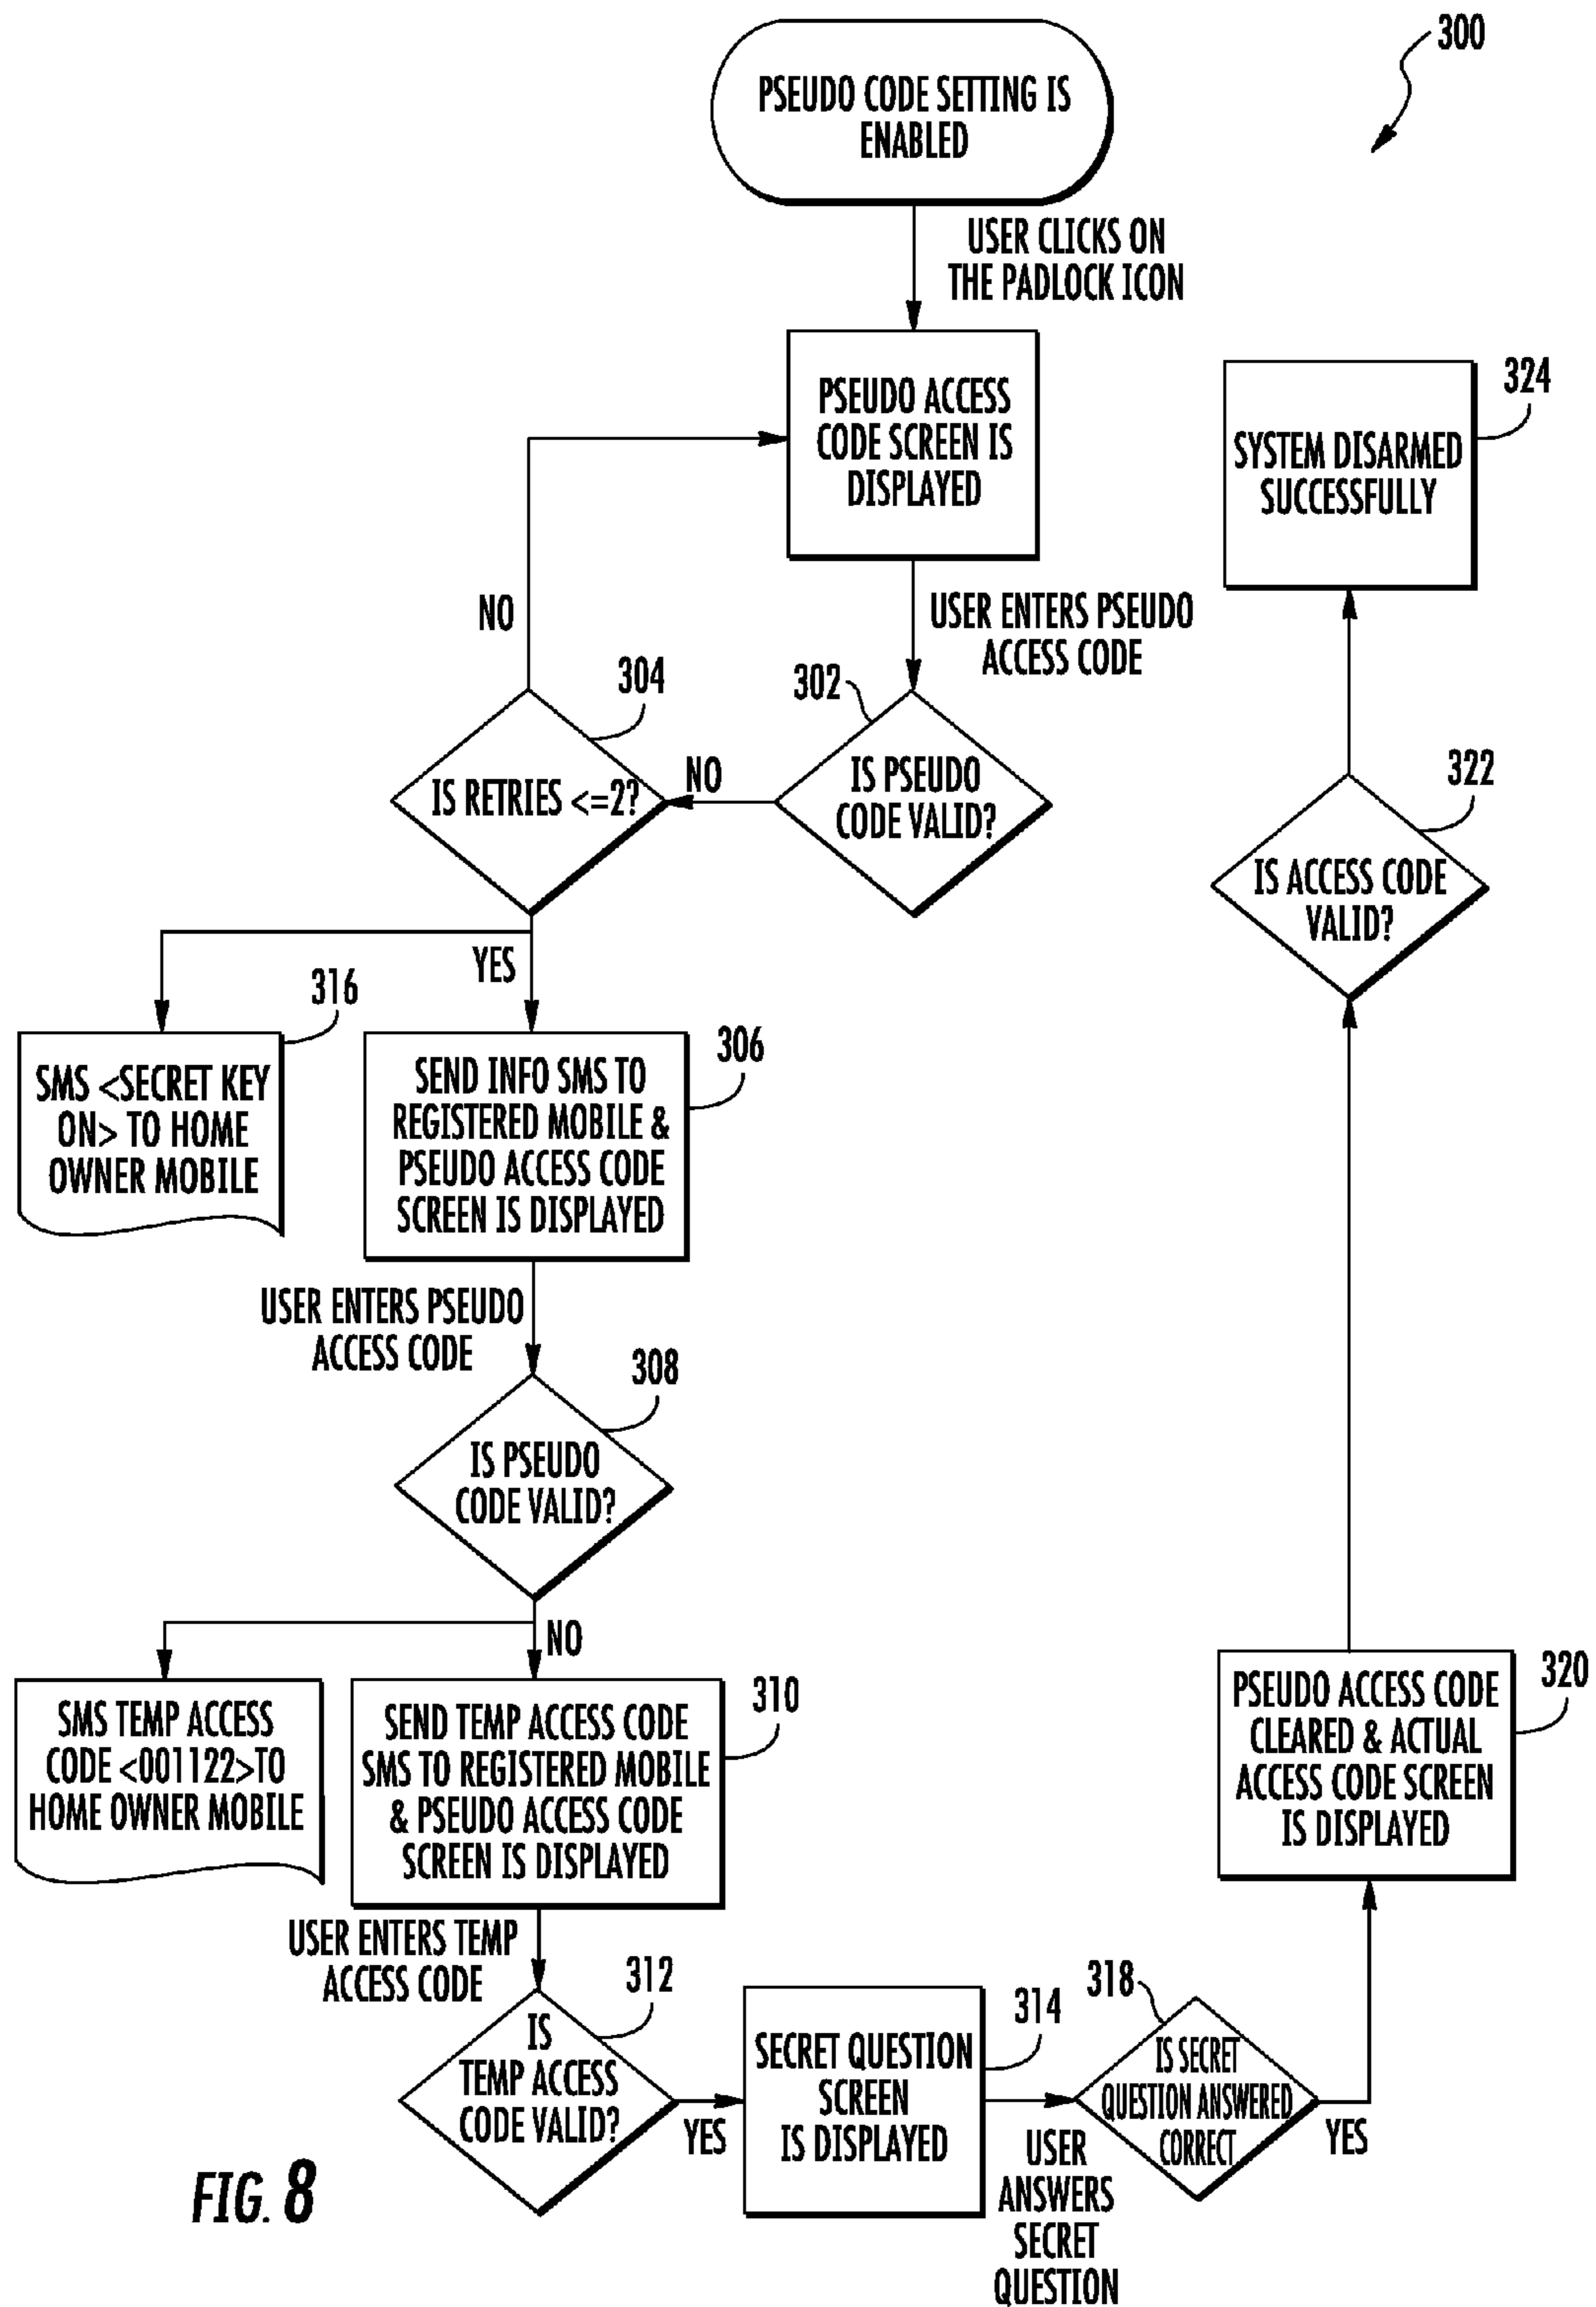 300
PSEUDO CODE SETTING IS
ENABLED
USER CLICKS ON
THE PADLOCK ICON
PSEUDO ACCESS
CODE SCREEN IS
DISPLAYED
324
SYSTEM DISARMED
SUCCESSFULLY
NO
USER ENTERS PSEUDO
ACCESS CODE
304
302
IS RETRIES <=2?
NO
IS PSEUDO
CODE VALID?
322
IS ACCESS CODE
VALID?
YES
316
SMS <SECRET KEY
ON> TO HOME
OWNER MOBILE
306
SEND INFO SMS TO
REGISTERED MOBILE &
PSEUDO ACCESS CODE
SCREEN IS DISPLAYED
USER ENTERS PSEUDO
ACCESS CODE
308
IS PSEUDO
CODE VALID?
NO
SMS TEMP ACCESS
CODE <001122>TO
HOME OWNER MOBILE
310
SEND TEMP ACCESS CODE
SMS TO REGISTERED MOBILE
& PSEUDO ACCESS CODE
SCREEN IS DISPLAYED
320
PSEUDO ACCESS CODE
CLEARED & ACTUAL
ACCESS CODE SCREEN
IS DISPLAYED
USER ENTERS TEMP
ACCESS CODE
312
IS
TEMP ACCESS
CODE VALID?
YES
314
SECRET QUESTION
SCREEN
IS DISPLAYED
USER
ANSWERS
SECRET
QUESTION
318
IS SECRET
QUESTION ANSWERED
CORRECT
YES
FIG. 8